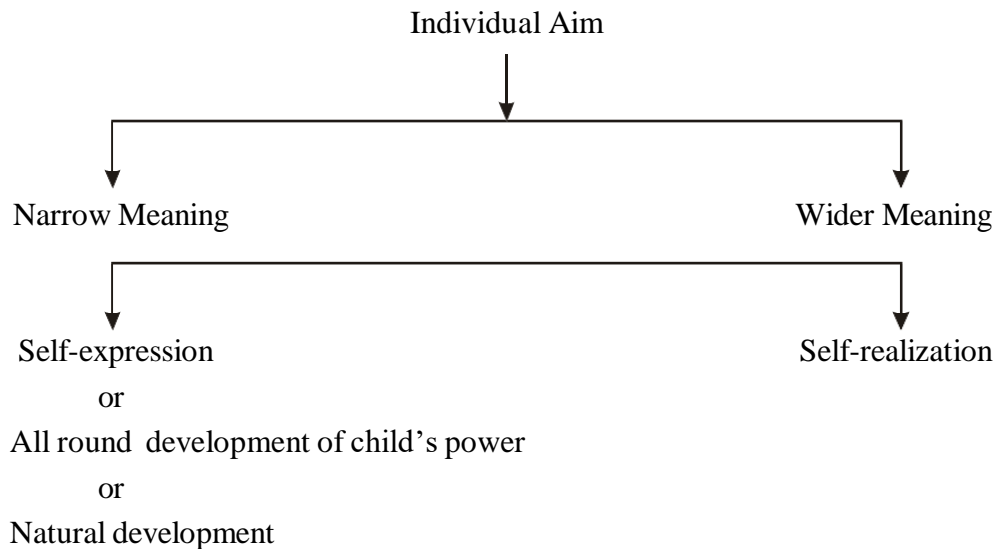 Individual Aim
Narrow Meaning
Wider Meaning
Self-expression
Self-realization
or
All round development of child's power
or
Natural development